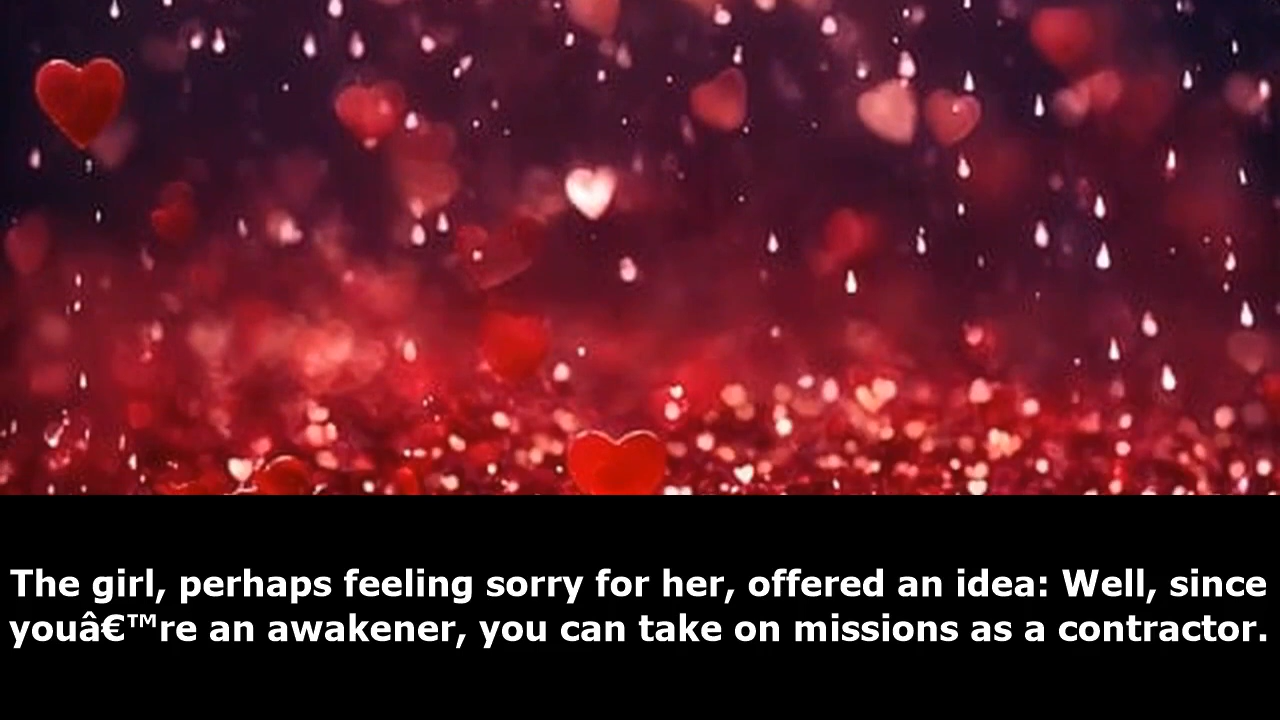 The girl, perhaps feeling sorry for her, offered an idea: Well, since
youâ€™re an awakener, you can take on missions as a contractor.